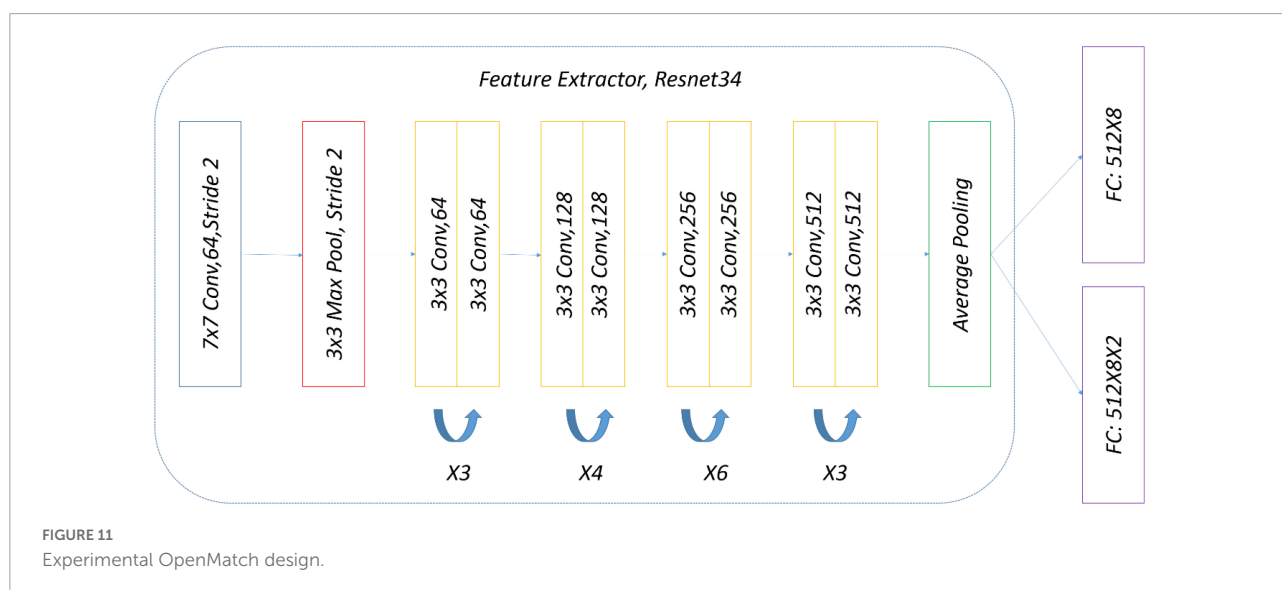 Feature Extractor, Resnet34
7x7 Conv,64,Stride 2
3x3 Max Pool, Stride 2
3x3 Conv,64
3x3 Conv,64
3x3 Conv,128
3x3 Conv,128
3x3 Conv,256
3x3 Conv,256
3x3 Conv,512
3x3 Conv,512
Average Pooling
FC: 512X8
FC: 512X8X2
X3
X4
X6
X3
FIGURE 11
Experimental OpenMatch design.